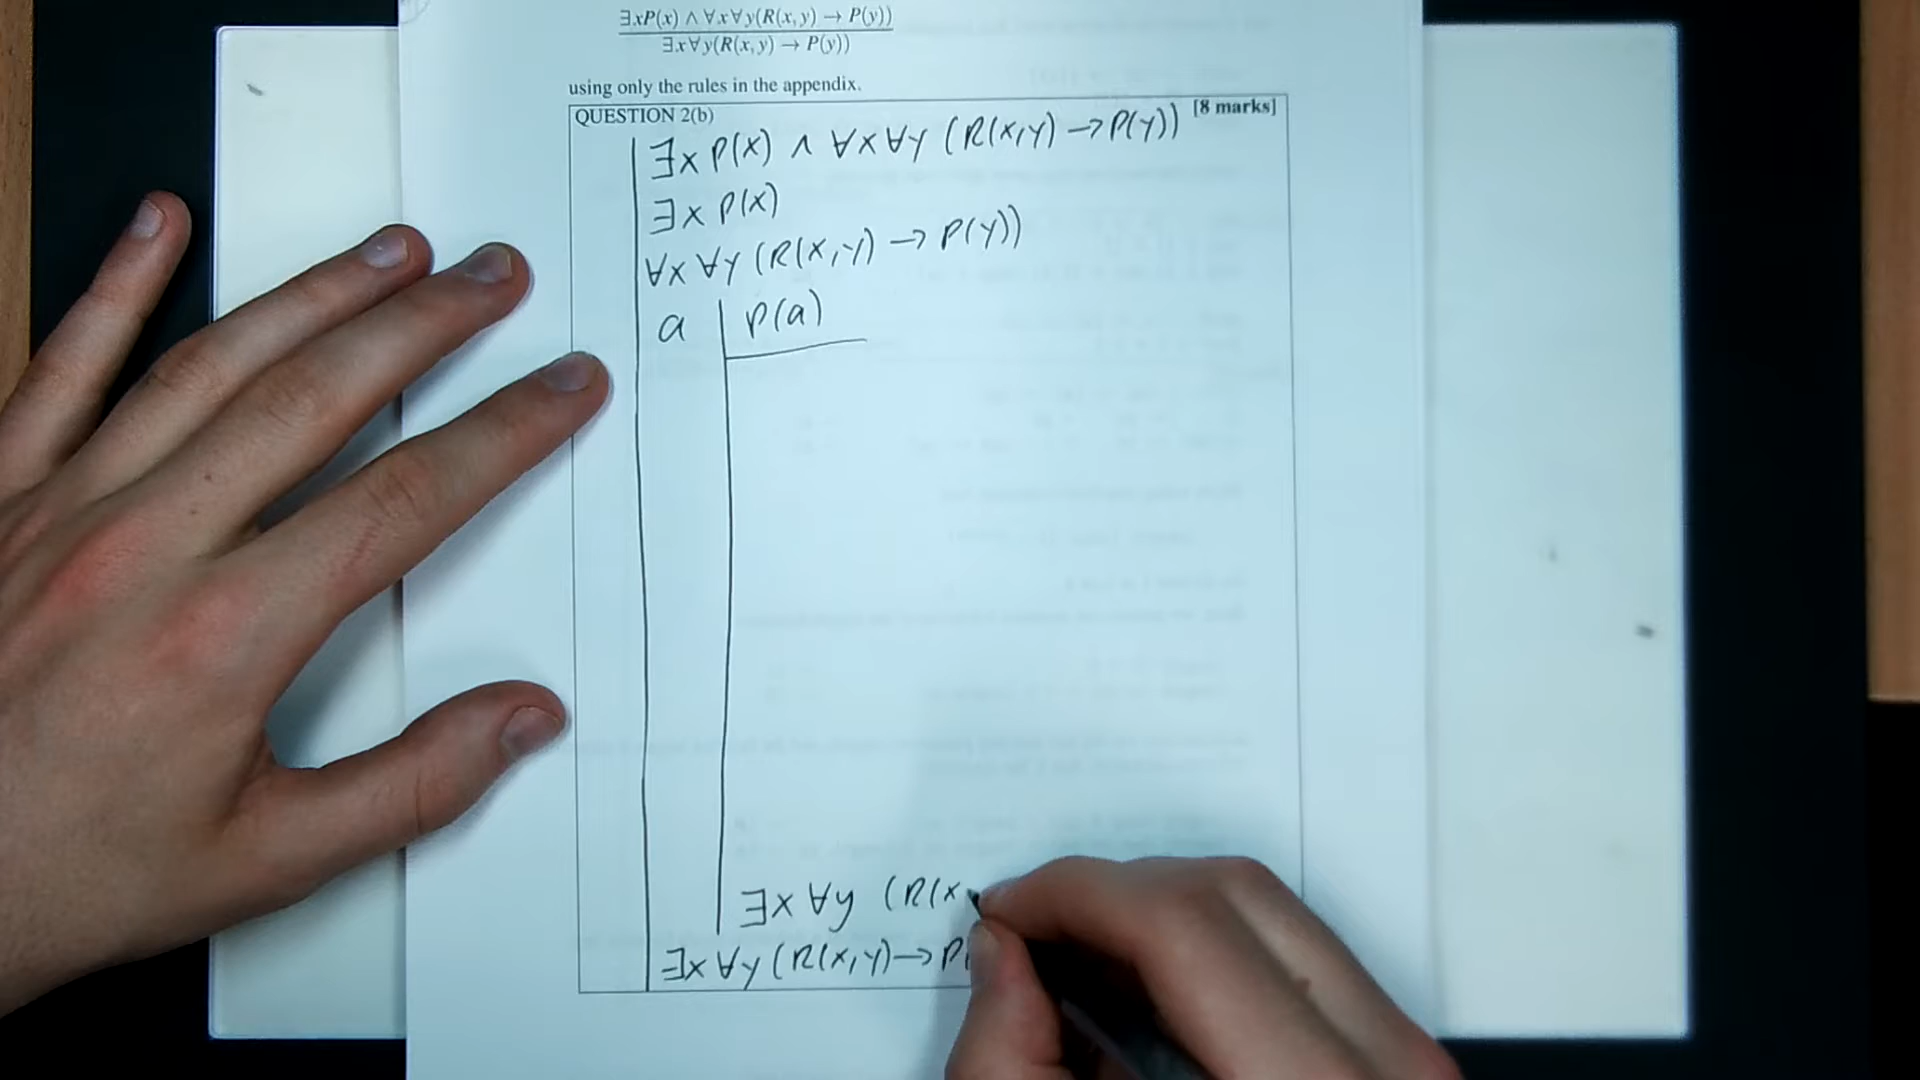 ∃xP(x) ∧ ∀x∀y(R(x,y) → P(y))
∃x∀y(R(x,y) → P(y))
using only the rules in the appendix.
QUESTION 2(b) [8 marks]
∃x P(x) ∧ ∀x∀y (R(x,y) → P(y))
∃x P(x)
∀x ∀y (R(x,y) → P(y))
a P(a)
∃x ∀y (R(x
∃x ∀y (R(x,y) → P(